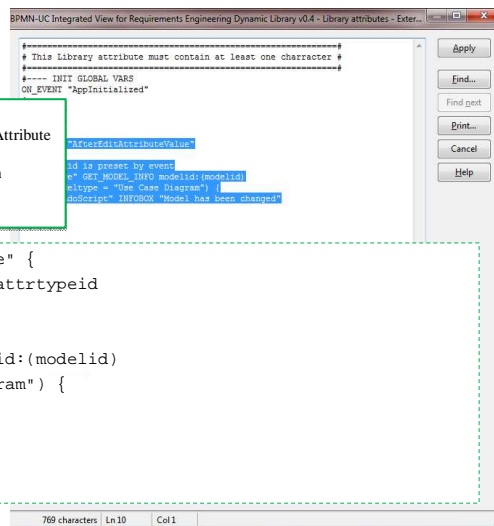 BPMN-UC Integrated View for Requirements Engineering Dynamic Library v0.4 - Library attributes - Exter...
#==========================================================#
# This Library attribute must contain at least one character #
#==========================================================#
#---- INIT GLOBAL VARS
ON_EVENT "AppInitialized"
Attribute
"AfterEditAttributeValue"
id is preset by event
e" GET_MODEL_INFO modelid:(modelid)
eltype = "Use Case Diagram") {
doScript" INFOBOX "Model has been changed"
e" {
attrtypeid
id:(modelid)
ram") {
Apply
Find...
Find next
Print...
Cancel
Help
769 characters Ln 10 Col 1